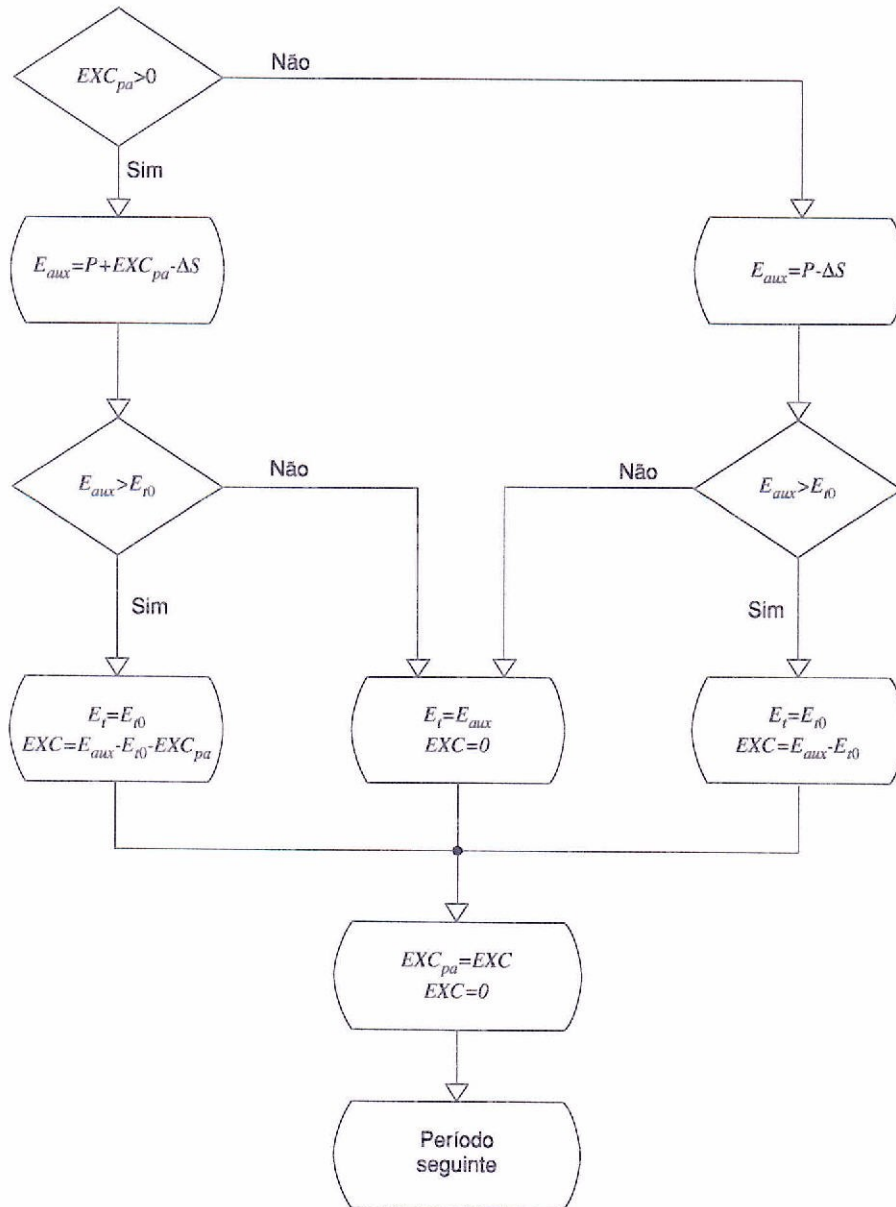 EXC_pa>0
Não
Sim
E_aux=P+EXC_pa-ΔS
E_aux=P-ΔS
E_aux>E_t0
Não
Não
E_aux>E_t0
Sim
Sim
E_t=E_t0
EXC=E_aux-E_t0-EXC_pa
E_t=E_aux
EXC=0
E_t=E_t0
EXC=E_aux-E_t0
EXC_pa=EXC
EXC=0
Período
seguinte